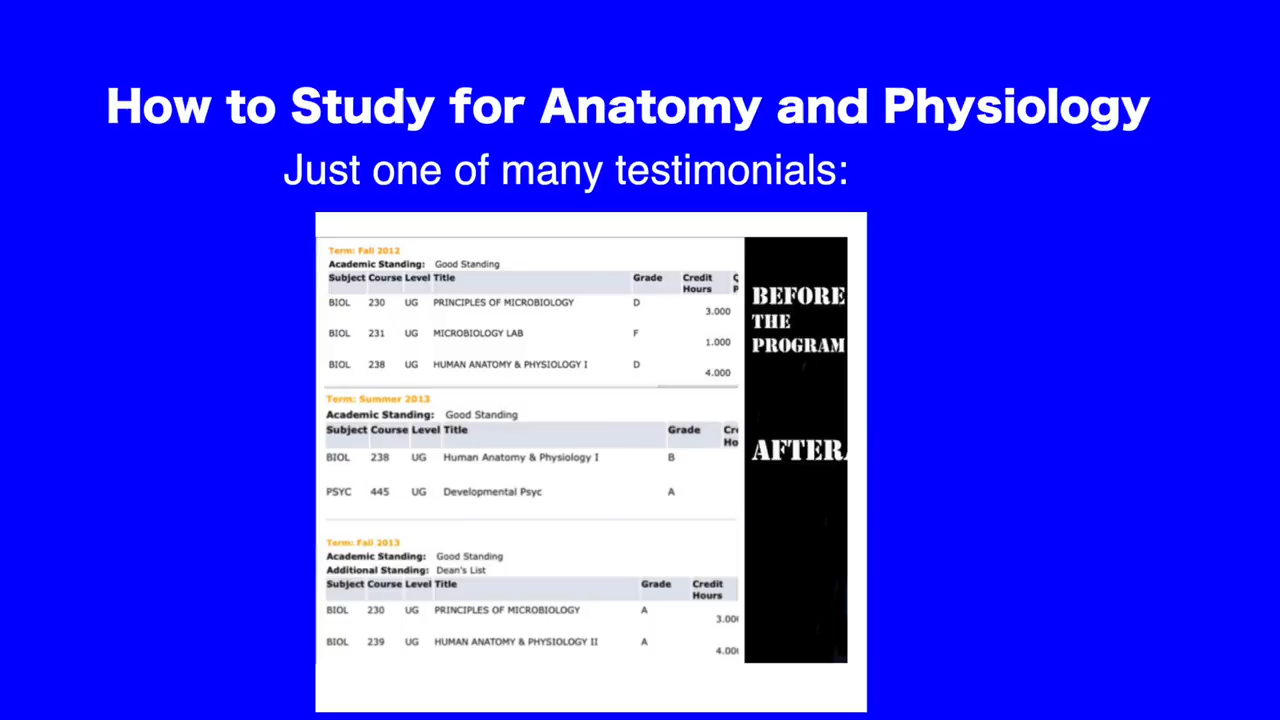 How to Study for Anatomy and Physiology
Just one of many testimonials:
Term: Fall 2012
Academic Standing: Good Standing
Subject Course Level Title Grade Credit Hours
BIOL 230 UG PRINCIPLES OF MICROBIOLOGY D 3.000
BIOL 231 UG MICROBIOLOGY LAB F 1.000
BIOL 238 UG HUMAN ANATOMY & PHYSIOLOGY I D 4.000
BEFORE
THE
PROGRAM
Term: Summer 2013
Academic Standing: Good Standing
Subject Course Level Title Grade
BIOL 238 UG Human Anatomy & Physiology I B
PSYC 445 UG Developmental Psyc A
AFTER
Term: Fall 2013
Academic Standing: Good Standing
Additional Standing: Dean's List
Subject Course Level Title Grade Credit Hours
BIOL 230 UG PRINCIPLES OF MICROBIOLOGY A 3.00
BIOL 239 UG HUMAN ANATOMY & PHYSIOLOGY II A 4.00